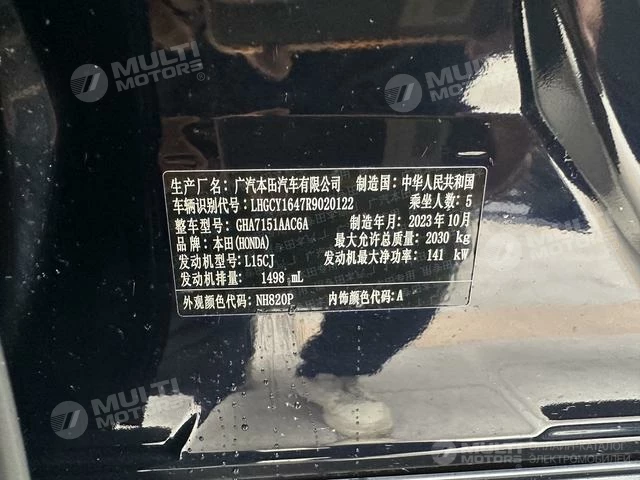 MULTI MOTORS
MULTI MOTORS
生产厂名：广汽本田汽车有限公司 制造国：中华人民共和国
车辆识别代号：LHGCY1647R9020122 乘坐人数：5
整车型号：GHA7151AAC6A 制造年月：2023年10月
品牌：本田(HONDA) 最大允许总质量：2030 kg
发动机型号：L15CJ 发动机最大净功率：141 kW
发动机排量：1498 mL
外观颜色代码：NH820P 内饰颜色代码：A
MULTI MOTORS
MULTI MOTORS
ОНЛАЙН-КАТАЛОГ
ЭЛЕКТРОМОБИЛЕЙ